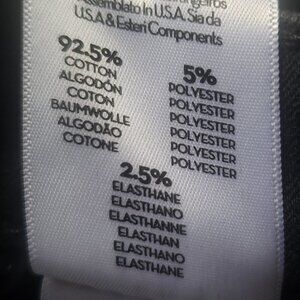 Assemblato In U.S.A. Sia da
U.S.A & Esteri Components
92.5%
COTTON
ALGODÓN
COTON
BAUMWOLLE
ALGODÃO
COTONE
5%
POLYESTER
POLYESTER
POLYESTER
POLYESTER
POLYESTER
POLYESTER
2.5%
ELASTHANE
ELASTHANO
ELASTHANNE
ELASTHAN
ELASTHANO
ELASTHANE